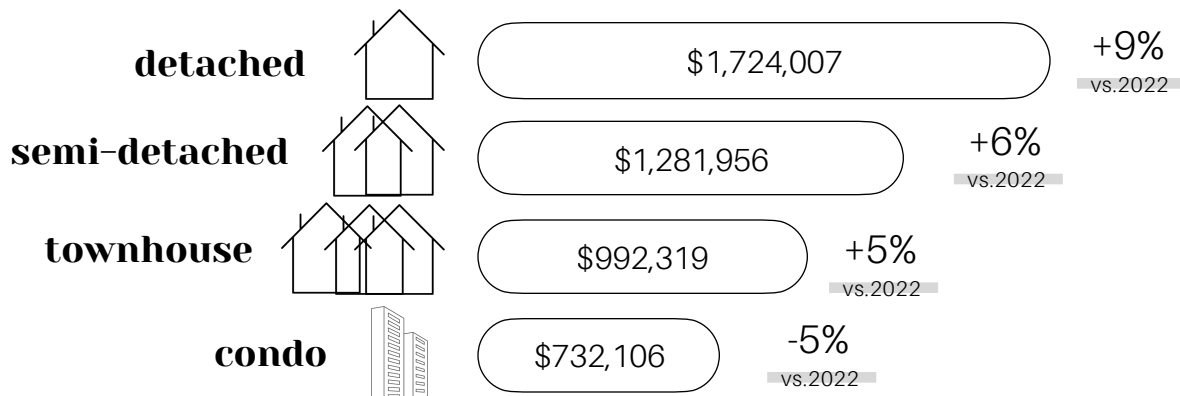 detached
$1,724,007
+9%
vs.2022
semi-detached
$1,281,956
+6%
vs.2022
townhouse
$992,319
+5%
vs.2022
condo
$732,106
-5%
vs.2022